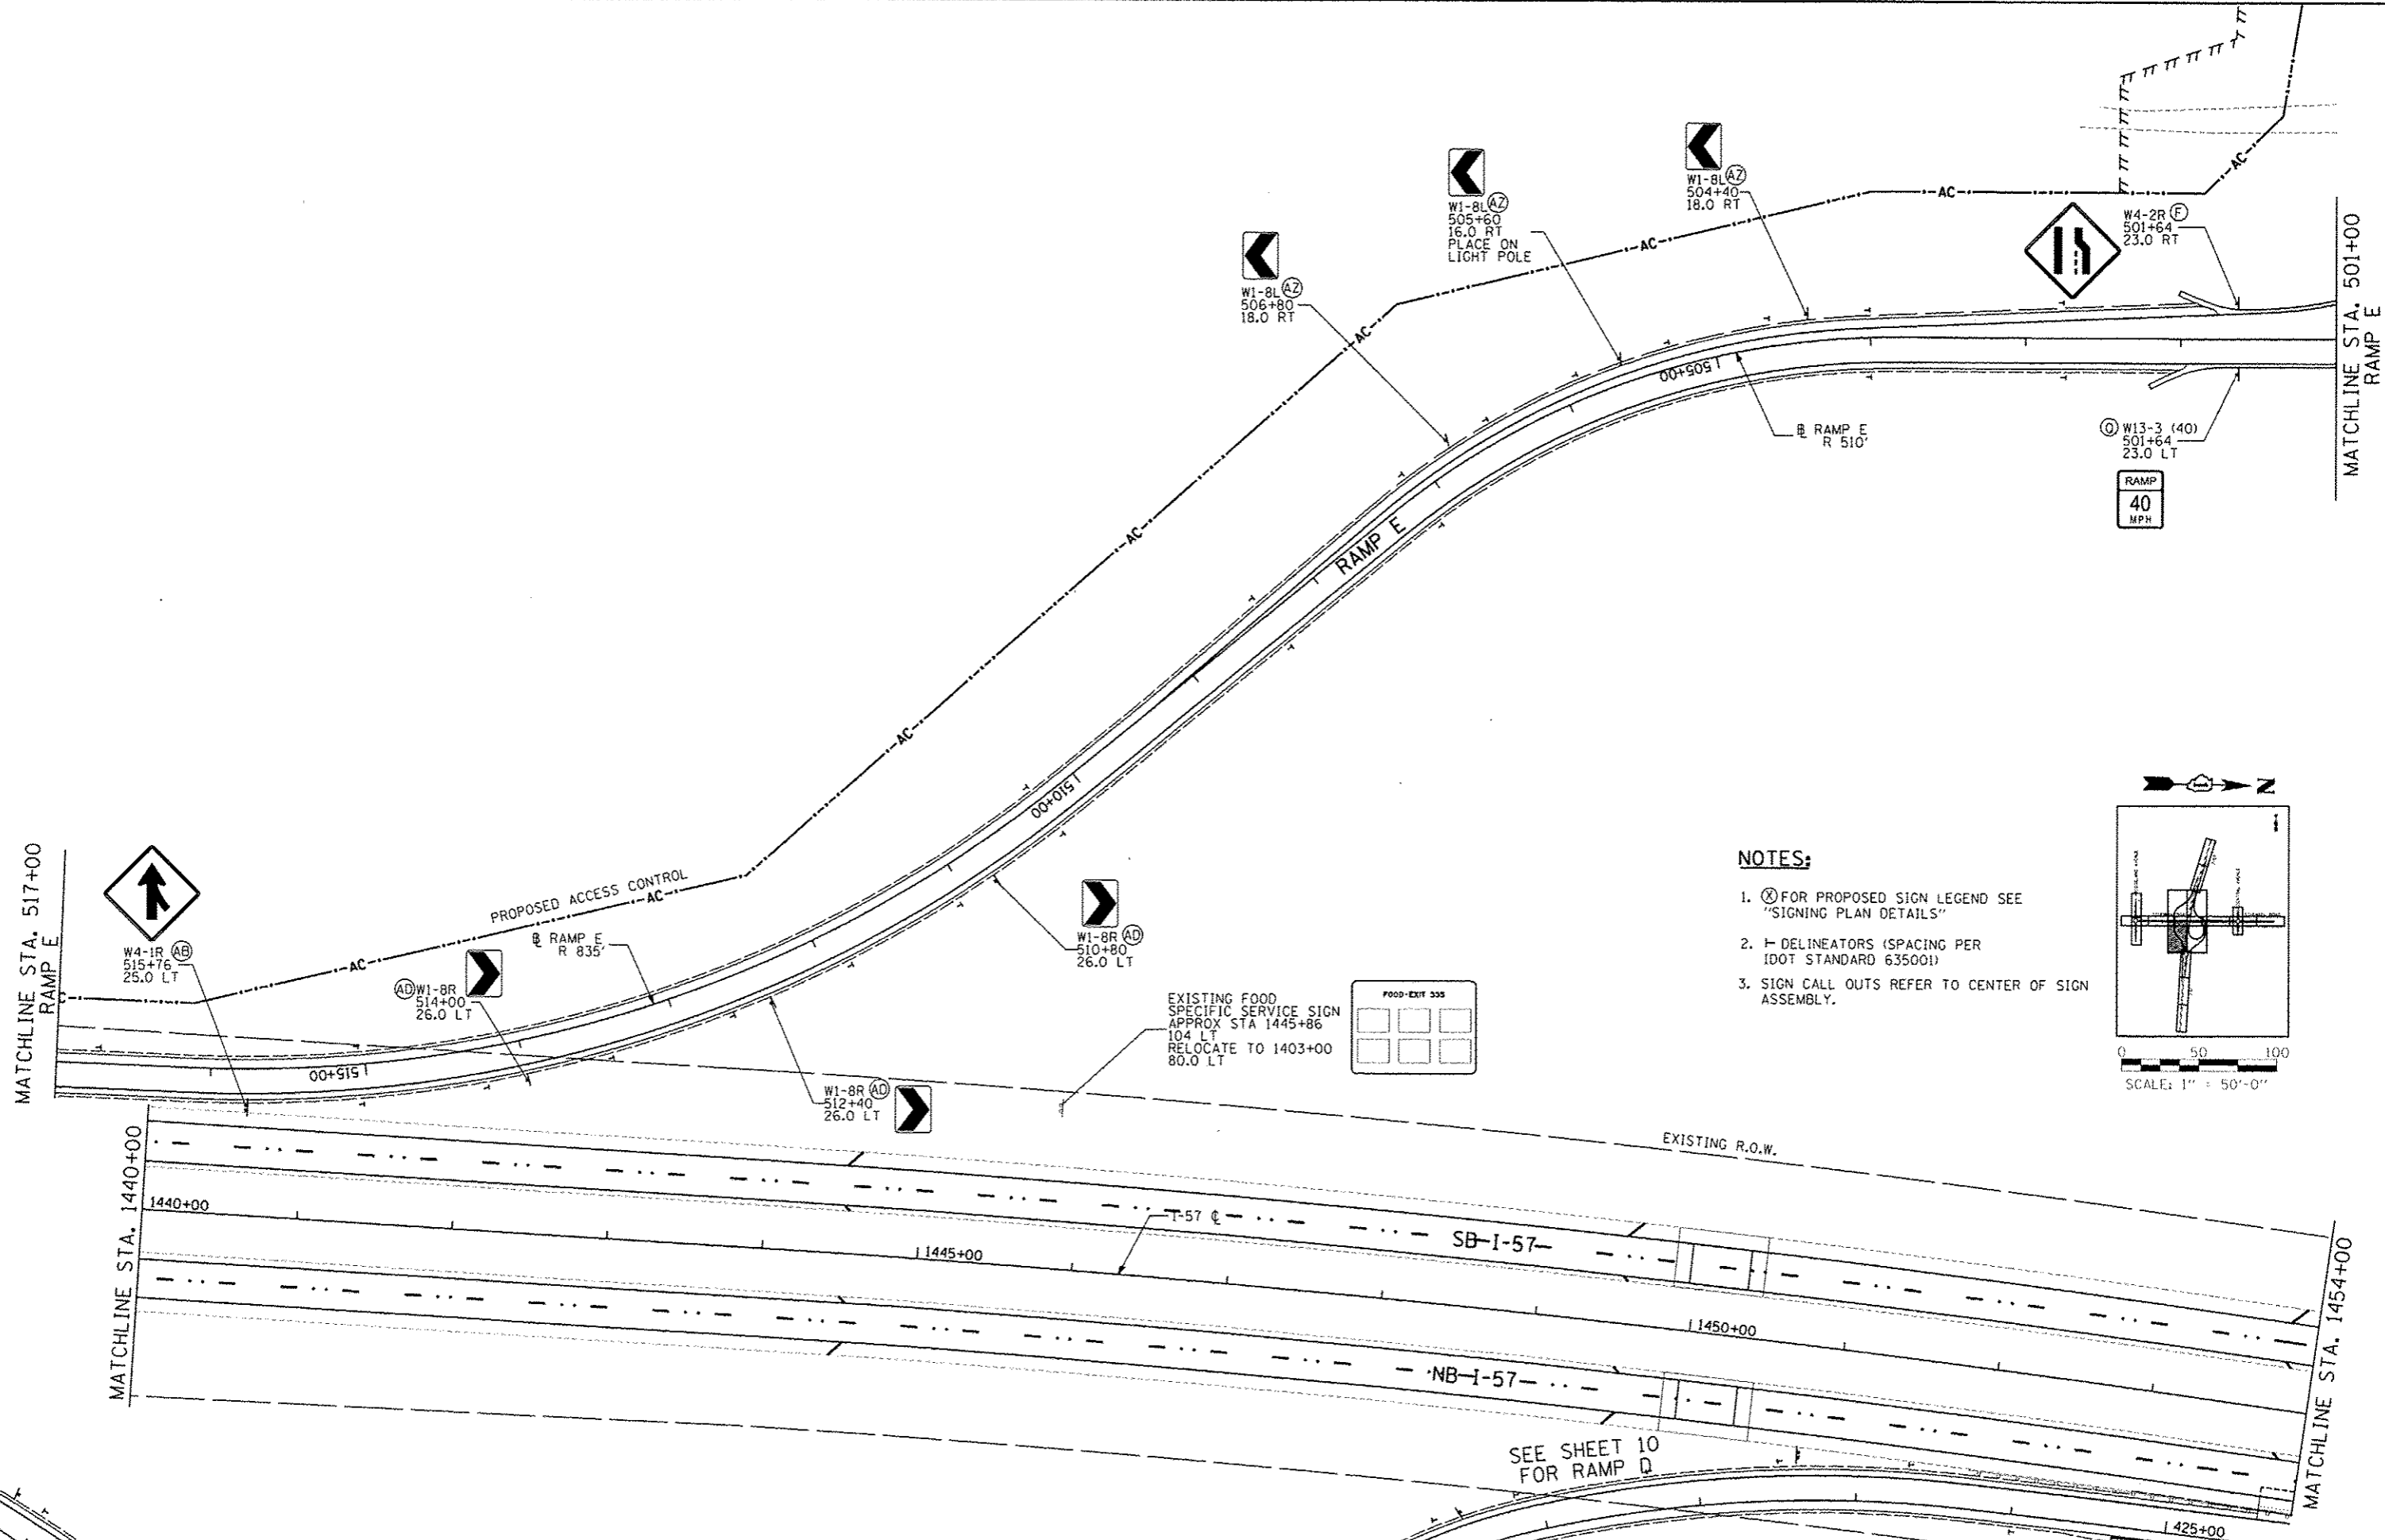 W1-8L AZ
504+40
18.0 RT
W1-8L AZ
505+60
16.0 RT
PLACE ON
LIGHT POLE
W1-8L AZ
506+80
18.0 RT
W4-2R F
501+64
23.0 RT
AC
AC
AC
AC
AC
AC
AC
AC
MATCHLINE STA. 501+00
RAMP E
505+00
℄ RAMP E
R 510'
Q W13-3 (40)
501+64
23.0 LT
RAMP
40
MPH
RAMP E
510+00
PROPOSED ACCESS CONTROL
MATCHLINE STA. 517+00
RAMP E
W4-1R AB
515+76
25.0 LT
℄ RAMP E
R 835'
AD W1-8R
514+00
26.0 LT
W1-8R AD
510+80
26.0 LT
W1-8R AD
512+40
26.0 LT
515+00
EXISTING FOOD
SPECIFIC SERVICE SIGN
APPROX STA 1445+86
104 LT
RELOCATE TO 1403+00
80.0 LT
FOOD-EXIT 335
NOTES:
1. X FOR PROPOSED SIGN LEGEND SEE
"SIGNING PLAN DETAILS"
2. ⊢ DELINEATORS (SPACING PER
IDOT STANDARD 635001)
3. SIGN CALL OUTS REFER TO CENTER OF SIGN
ASSEMBLY.
N
0 50 100
SCALE: 1" = 50'-0"
EXISTING R.O.W.
MATCHLINE STA. 1440+00
1440+00
1445+00
I-57 ℄
SB I-57
1450+00
NB I-57
MATCHLINE STA. 1454+00
SEE SHEET 10
FOR RAMP D
425+00